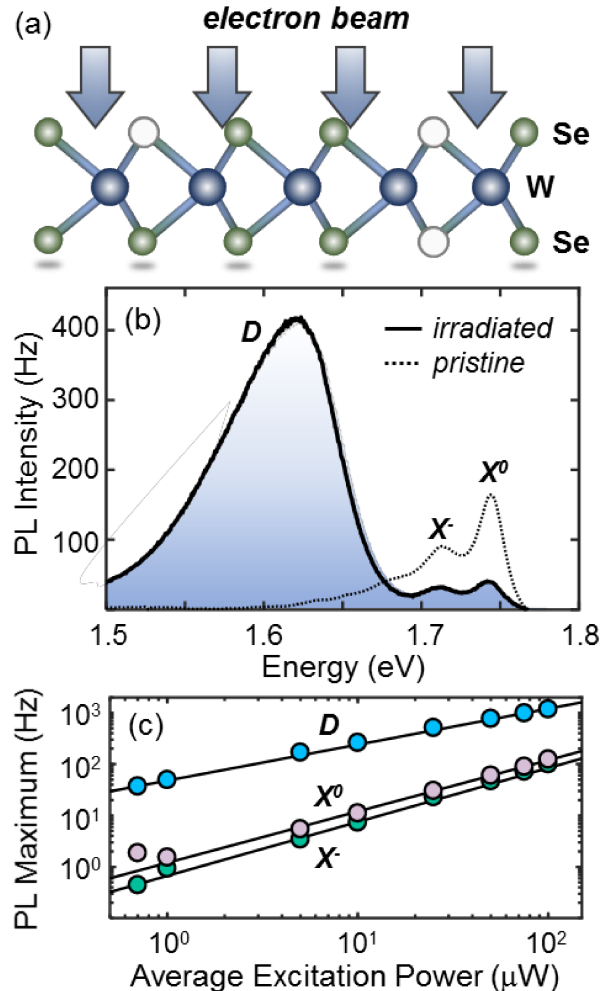 (a) electron beam
Se
W
Se
(b)
D
irradiated
pristine
X⁰
X⁻
400
300
200
100
PL Intensity (Hz)
1.5 1.6 1.7 1.8
Energy (eV)
(c)
D
X⁰
X⁻
10³
10²
10¹
10⁰
PL Maximum (Hz)
10⁰ 10¹ 10²
Average Excitation Power (μW)